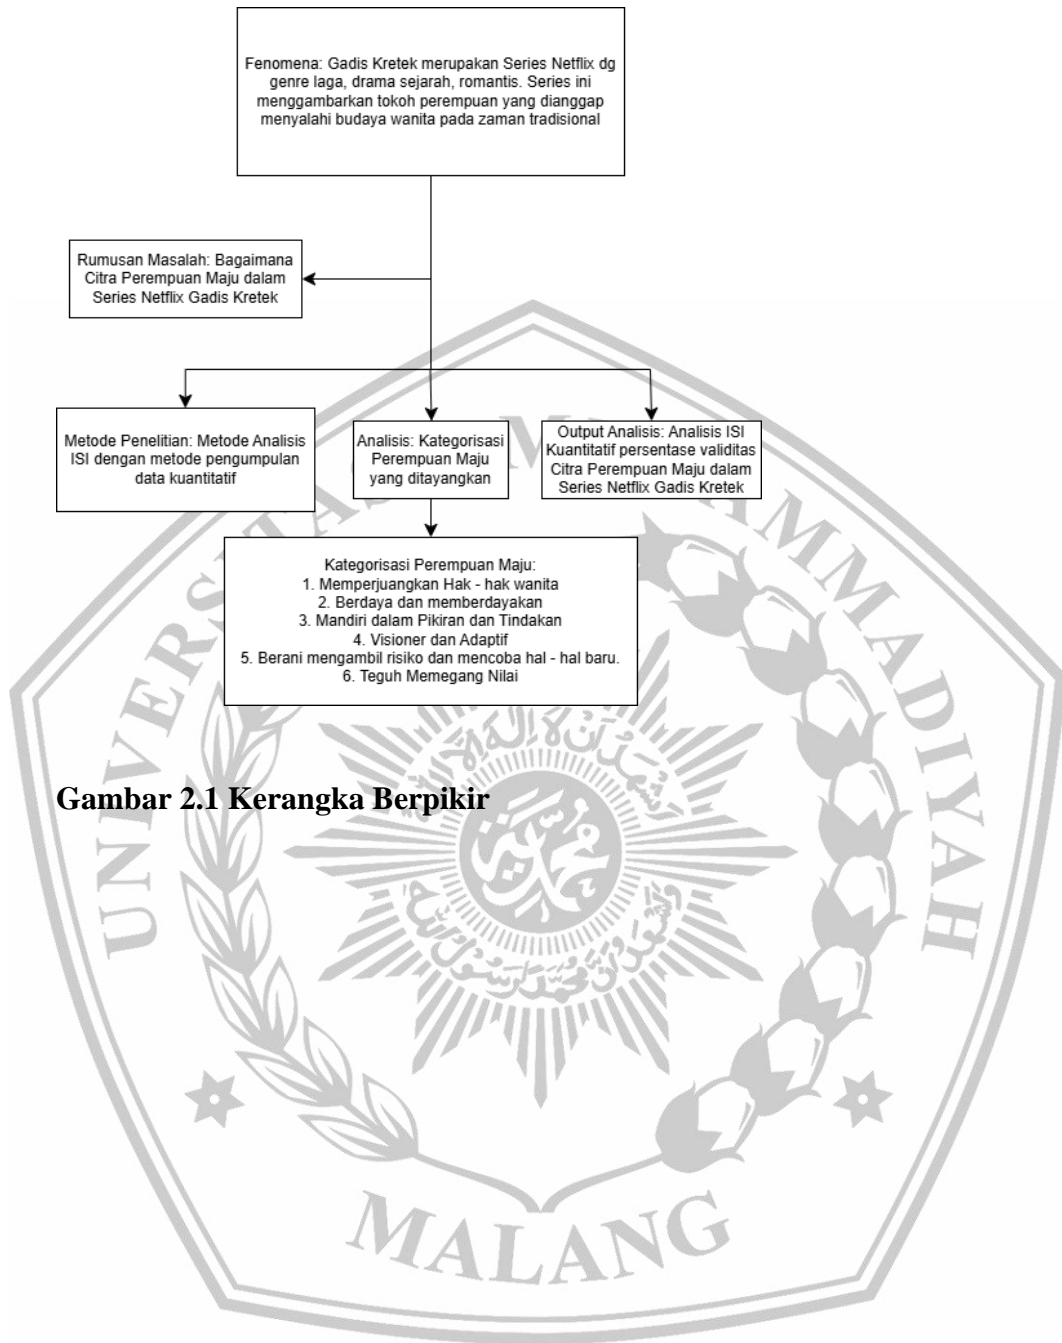 Fenomena: Gadis Kretek merupakan Series Netflix dg
genre laga, drama sejarah, romantis. Series ini
menggambarkan tokoh perempuan yang dianggap
menyalahi budaya wanita pada zaman tradisional
Rumusan Masalah: Bagaimana
Citra Perempuan Maju dalam
Series Netflix Gadis Kretek
Metode Penelitian: Metode Analisis
ISI dengan metode pengumpulan
data kuantitatif
Analisis: Kategorisasi
Perempuan Maju
yang ditayangkan
Output Analisis: Analisis ISI
Kuantitatif persentase validitas
Citra Perempuan Maju dalam
Series Netflix Gadis Kretek
Kategorisasi Perempuan Maju:
1. Memperjuangkan Hak - hak wanita
2. Berdaya dan memberdayakan
3. Mandiri dalam Pikiran dan Tindakan
4. Visioner dan Adaptif
5. Berani mengambil risiko dan mencoba hal - hal baru.
6. Teguh Memegang Nilai
Gambar 2.1 Kerangka Berpikir
MALANG